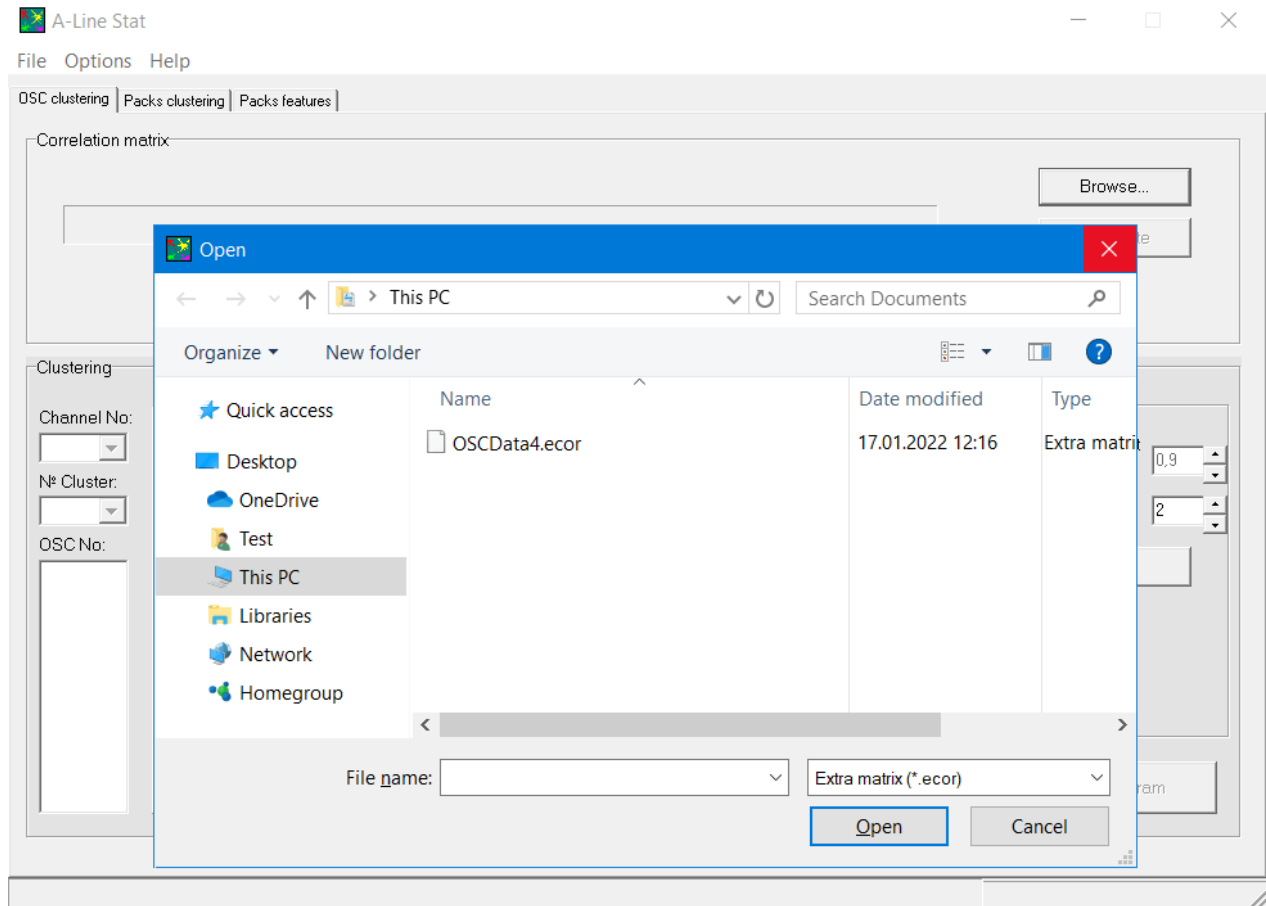 A-Line Stat
File Options Help
OSC clustering Packs clustering Packs features
Correlation matrix
Browse...
Open
This PC
Search Documents
Organize New folder
Clustering
Name Date modified Type
Channel No:
Quick access
OSCData4.ecor 17.01.2022 12:16 Extra matri
0,9
Desktop
№ Cluster:
OneDrive
2
Test
OSC No:
This PC
Libraries
Network
Homegroup
File name: Extra matrix (*.ecor)
ram
Open Cancel